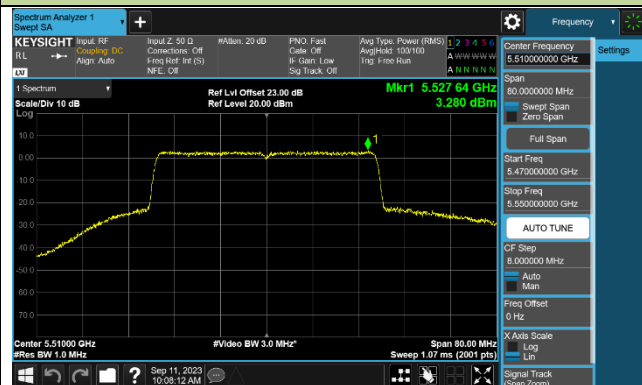 Spectrum Analyzer 1
Swept SA
Frequency
KEYSIGHT
RL
LXI
Input: RF
Coupling: DC
Align: Auto
Input Z: 50 Ω
Corrections: Off
Freq Ref: Int (S)
NFE: Off
#Atten: 20 dB
PNO: Fast
Gate: Off
IF Gain: Low
Sig Track: Off
Avg Type: Power (RMS)
Avg|Hold: 100/100
Trig: Free Run
1 2 3 4 5 6
A W W W W W
A N N N N N
1 Spectrum
Scale/Div 10 dB
Log
Ref Lvl Offset 23.00 dB
Ref Level 20.00 dBm
Mkr1 5.527 64 GHz
3.280 dBm
1
10.0
0.00
-10.0
-20.0
-30.0
-40.0
-50.0
-60.0
-70.0
Center 5.51000 GHz
#Res BW 1.0 MHz
#Video BW 3.0 MHz*
Span 80.00 MHz
Sweep 1.07 ms (2001 pts)
Center Frequency
5.510000000 GHz
Settings
Span
80.0000000 MHz
Swept Span
Zero Span
Full Span
Start Freq
5.470000000 GHz
Stop Freq
5.550000000 GHz
AUTO TUNE
CF Step
8.000000 MHz
Auto
Man
Freq Offset
0 Hz
X Axis Scale
Log
Lin
Signal Track
(Span Zoom)
Sep 11, 2023
10:08:12 AM